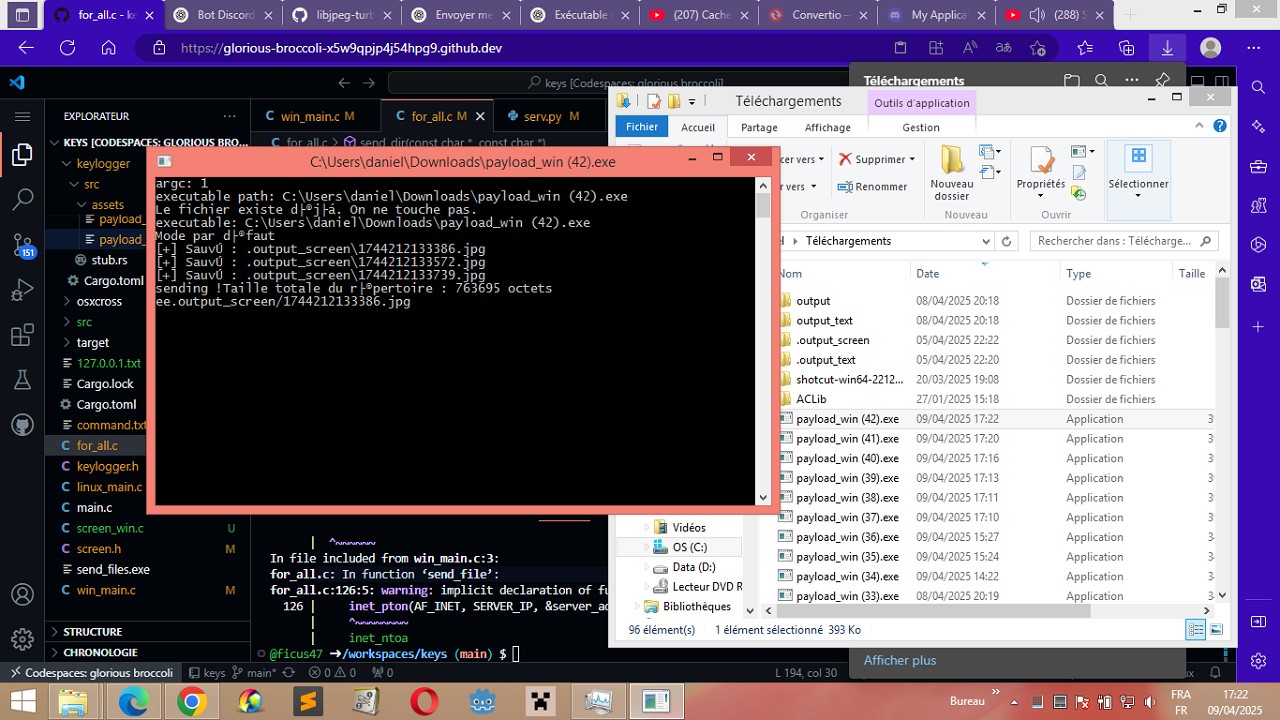 for_all.c - ke
Bot Discord
libjpeg-turb
Envoyer me
Exécutable
(207) Cache
Convertio –
My Applica
(288) S
https://glorious-broccoli-x5w9qpjp4j54hpg9.github.dev
keys [Codespaces: glorious broccoli]
Téléchargements
EXPLORATEUR
KEYS [CODESPACES: GLORIOUS BRO...
keylogger
src
assets
payload_
payload_
stub.rs
Cargo.toml
osxcross
src
target
127.0.0.1.txt
Cargo.lock
Cargo.toml
command.txt
for_all.c
keylogger.h
linux_main.c
main.c
screen_win.c U
screen.h M
send_files.exe
win_main.c M
STRUCTURE
CHRONOLOGIE
151
win_main.c M
for_all.c M
serv.py M
for_all.c > send_dir(const char *, const char *)
C:\Users\daniel\Downloads\payload_win (42).exe
argc: 1
executable path: C:\Users\daniel\Downloads\payload_win (42).exe
Le fichier existe d├®j├á. On ne touche pas.
executable: C:\Users\daniel\Downloads\payload_win (42).exe
Mode par d├®faut
[+] SauvÚ : .output_screen\1744212133386.jpg
[+] SauvÚ : .output_screen\1744212133572.jpg
[+] SauvÚ : .output_screen\1744212133739.jpg
sending !Taille totale du r├®pertoire : 763695 octets
ee.output_screen/1744212133386.jpg
| ^~~~~~~
In file included from win_main.c:3:
for_all.c: In function ‘send_file’:
for_all.c:126:5: warning: implicit declaration of fu
126 | inet_pton(AF_INET, SERVER_IP, &server_ad
| ^~~~~~~~~
| inet_ntoa
@ficus47 ➜/workspaces/keys (main) $
Téléchargements
Outils d'application
Fichier
Accueil
Partage
Affichage
Gestion
cer vers
vers
Supprimer
Renommer
Organiser
Nouveau dossier
Nouveau
Propriétés
Ouvrir
Sélectionner
Téléchargements
Rechercher dans : Téléchargem...
Nom Date Type Taille
output 08/04/2025 20:18 Dossier de fichiers
output_text 08/04/2025 20:18 Dossier de fichiers
.output_screen 05/04/2025 22:22 Dossier de fichiers
.output_text 05/04/2025 22:20 Dossier de fichiers
shotcut-win64-2212... 20/03/2025 19:08 Dossier de fichiers
ACLib 27/01/2025 15:18 Dossier de fichiers
payload_win (42).exe 09/04/2025 17:22 Application
payload_win (41).exe 09/04/2025 17:20 Application
payload_win (40).exe 09/04/2025 17:16 Application
payload_win (39).exe 09/04/2025 17:13 Application
payload_win (38).exe 09/04/2025 17:11 Application
payload_win (37).exe 09/04/2025 17:10 Application
payload_win (36).exe 09/04/2025 15:27 Application
payload_win (35).exe 09/04/2025 15:24 Application
payload_win (34).exe 09/04/2025 14:22 Application
payload_win (33).exe 08/04/2025 20:19 Application
Vidéos
OS (C:)
Data (D:)
Lecteur DVD R
Bibliothèques
96 élément(s) 1 élément sélectionné 393 Ko
Afficher plus
Codespaces: glorious broccoli
keys
main*
0 0
0
L 194, col 30
Bureau
FRA
FR
17:22
09/04/2025